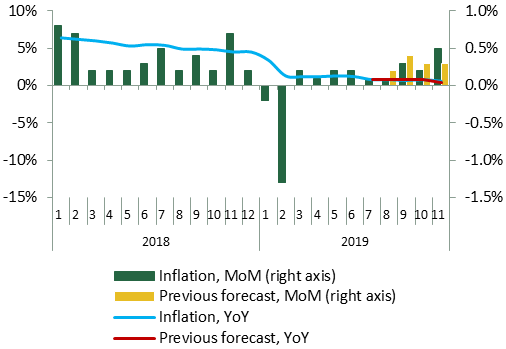 10% 1.0%
5% 0.5%
0% 0.0%
-5% -0.5%
-10% -1.0%
-15% -1.5%
1 2 3 4 5 6 7 8 9 10 11 12 1 2 3 4 5 6 7 8 9 10 11
2018 2019
Inflation, MoM (right axis)
Previous forecast, MoM (right axis)
Inflation, YoY
Previous forecast, YoY